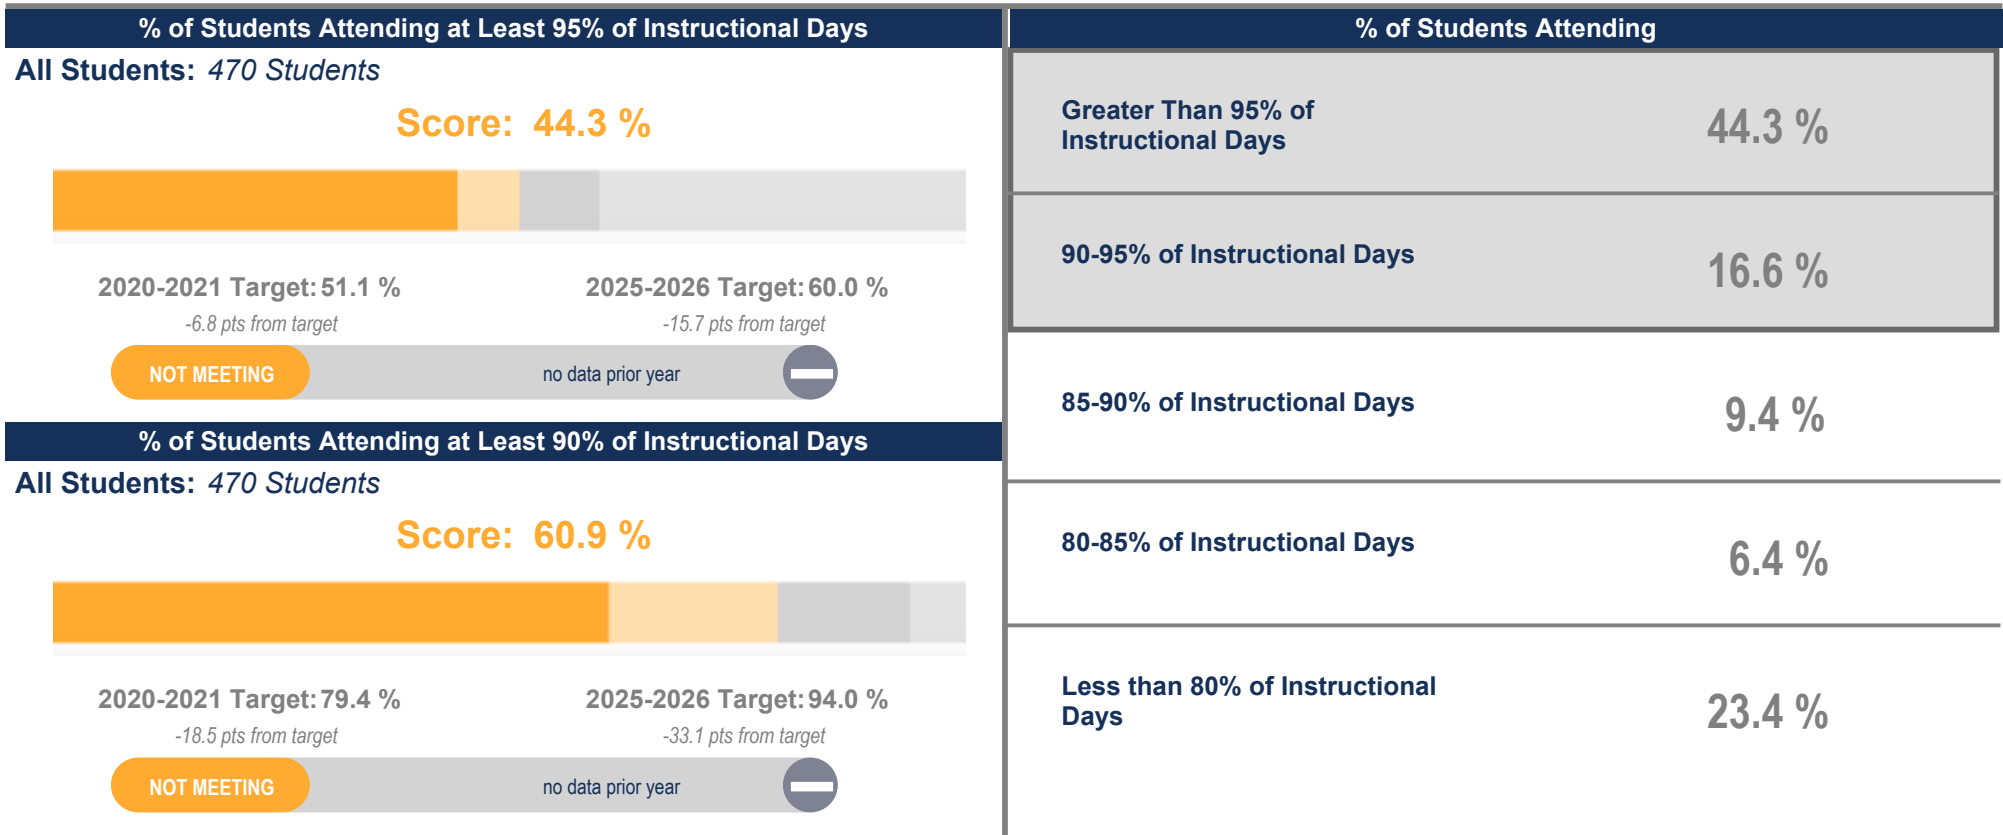 % of Students Attending at Least 95% of Instructional Days
All Students: 470 Students
Score: 44.3 %
2020-2021 Target: 51.1 %
-6.8 pts from target
2025-2026 Target: 60.0 %
-15.7 pts from target
NOT MEETING
no data prior year
% of Students Attending at Least 90% of Instructional Days
All Students: 470 Students
Score: 60.9 %
2020-2021 Target: 79.4 %
-18.5 pts from target
2025-2026 Target: 94.0 %
-33.1 pts from target
NOT MEETING
no data prior year
% of Students Attending
Greater Than 95% of
Instructional Days
44.3 %
90-95% of Instructional Days
16.6 %
85-90% of Instructional Days
9.4 %
80-85% of Instructional Days
6.4 %
Less than 80% of Instructional
Days
23.4 %